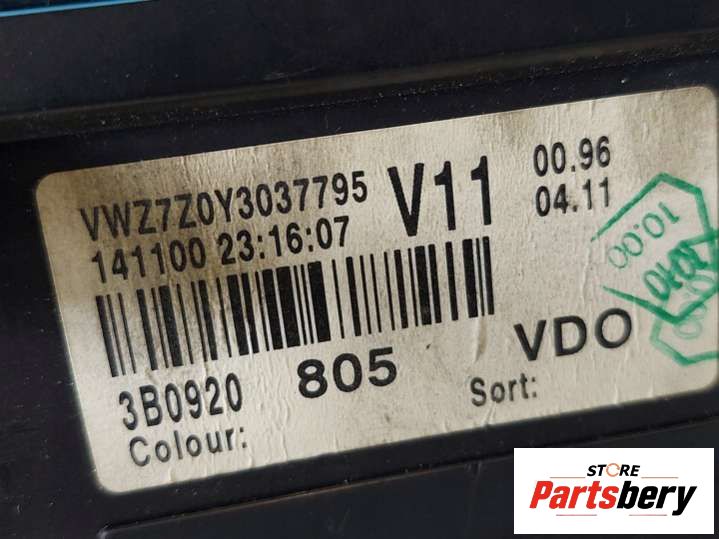 VWZ7Z0Y3037795 V11 00.96
141100 23:16:07 04.11
10.00
3B0920 805 VDO
Colour: Sort:
STORE
Partsbery